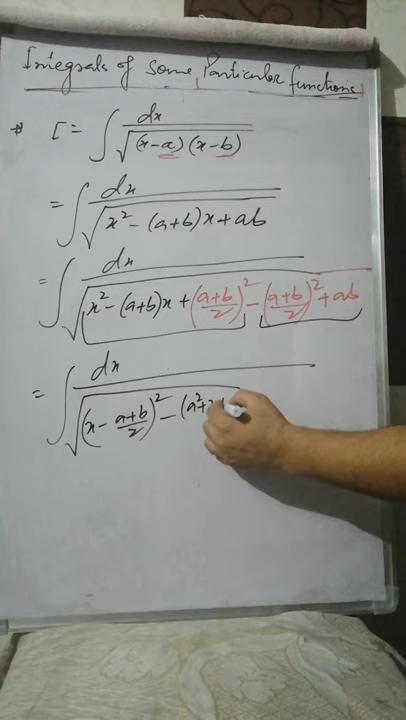 Integrals of Some Particular functions
* I = ∫ dx / √((x-a)(x-b))
= ∫ dx / √(x² - (a+b)x + ab)
= ∫ dx / √(x² - (a+b)x + ((a+b)/2)² - ((a+b)/2)² + ab)
= ∫ dx / √((x - (a+b)/2)² - (a²+